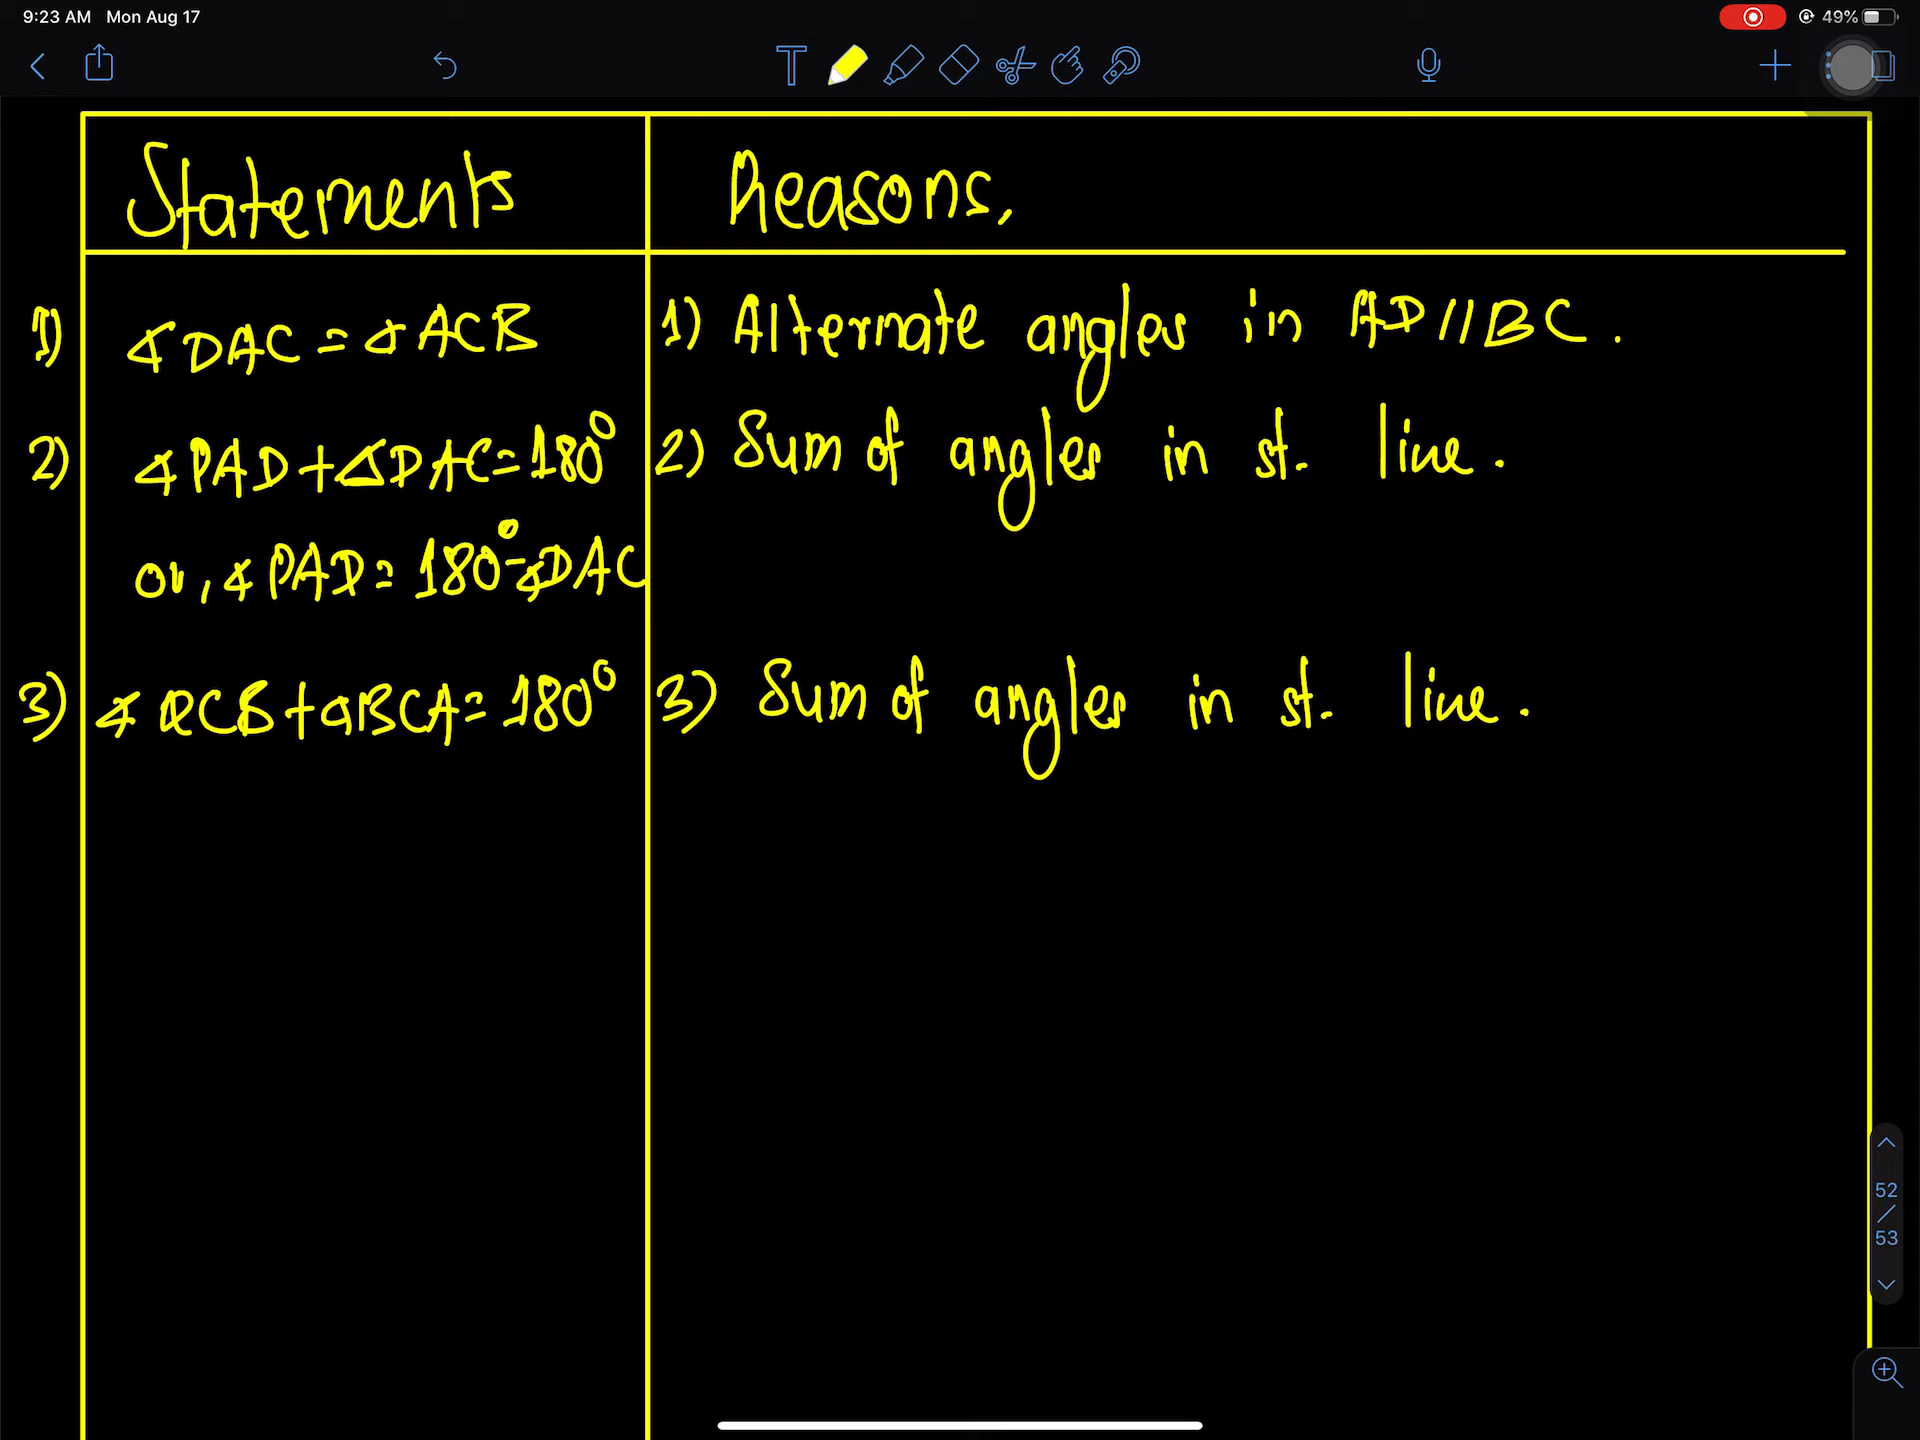 9:23 AM Mon Aug 17
49%
Statements Reasons,
1) ∡DAC = ∡ACB 1) Alternate angles in AD//BC.
2) ∡PAD+∡DAC=180° 2) Sum of angles in st. line.
or, ∡PAD=180°-∡DAC
3) ∡QCB+∡BCA=180° 3) Sum of angles in st. line.
52
/
53